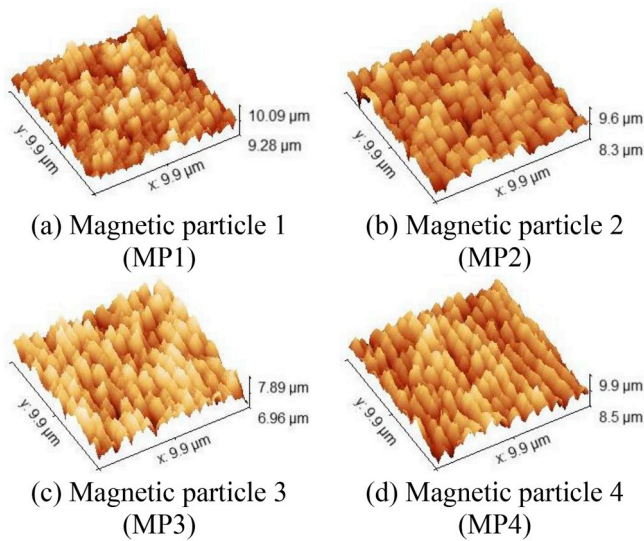 10.09 µm
9.28 µm
y: 9.9 µm
x: 9.9 µm
(a) Magnetic particle 1
(MP1)
9.6 µm
8.3 µm
y: 9.9 µm
x: 9.9 µm
(b) Magnetic particle 2
(MP2)
7.89 µm
6.96 µm
y: 9.9 µm
x: 9.9 µm
(c) Magnetic particle 3
(MP3)
9.9 µm
8.5 µm
y: 9.9 µm
x: 9.9 µm
(d) Magnetic particle 4
(MP4)